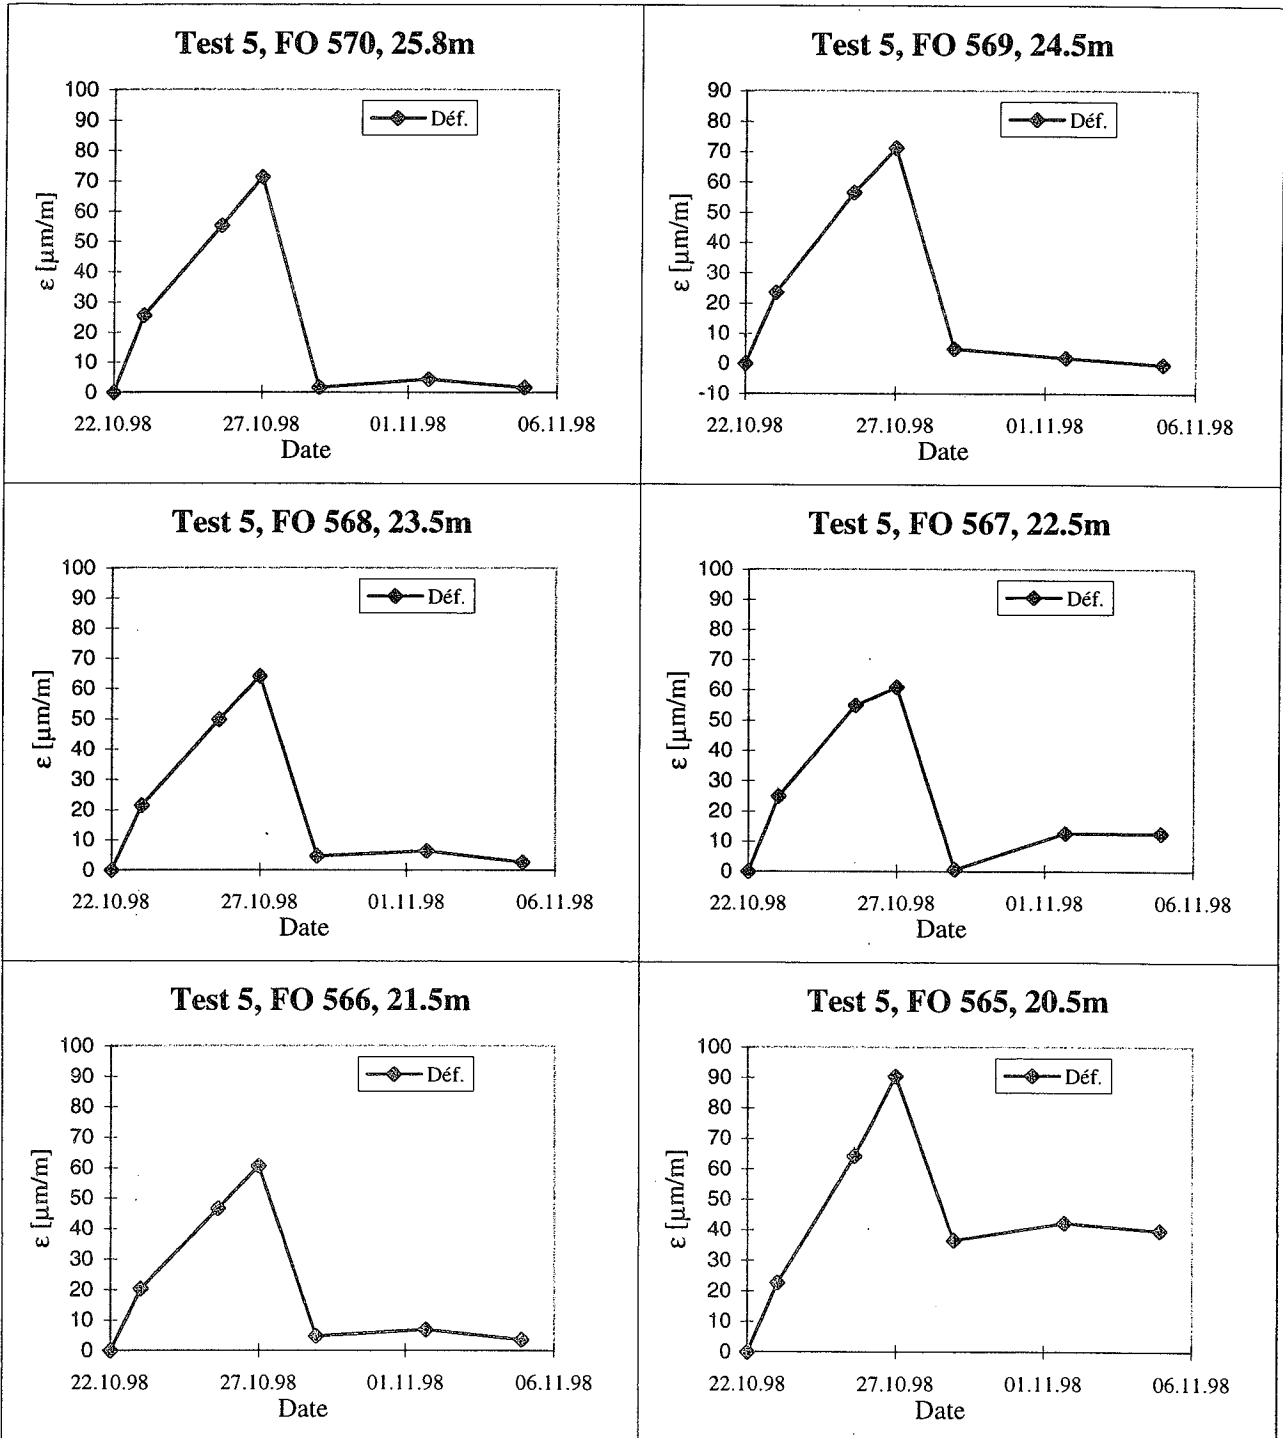 Test 5, FO 570, 25.8m
Déf.
ε [µm/m]
100
90
80
70
60
50
40
30
20
10
0
22.10.98 27.10.98 01.11.98 06.11.98
Date
Test 5, FO 569, 24.5m
Déf.
ε [µm/m]
90
80
70
60
50
40
30
20
10
0
-10
22.10.98 27.10.98 01.11.98 06.11.98
Date
Test 5, FO 568, 23.5m
Déf.
ε [µm/m]
100
90
80
70
60
50
40
30
20
10
0
22.10.98 27.10.98 01.11.98 06.11.98
Date
Test 5, FO 567, 22.5m
Déf.
ε [µm/m]
100
90
80
70
60
50
40
30
20
10
0
22.10.98 27.10.98 01.11.98 06.11.98
Date
Test 5, FO 566, 21.5m
Déf.
ε [µm/m]
100
90
80
70
60
50
40
30
20
10
0
22.10.98 27.10.98 01.11.98 06.11.98
Date
Test 5, FO 565, 20.5m
Déf.
ε [µm/m]
100
90
80
70
60
50
40
30
20
10
0
22.10.98 27.10.98 01.11.98 06.11.98
Date